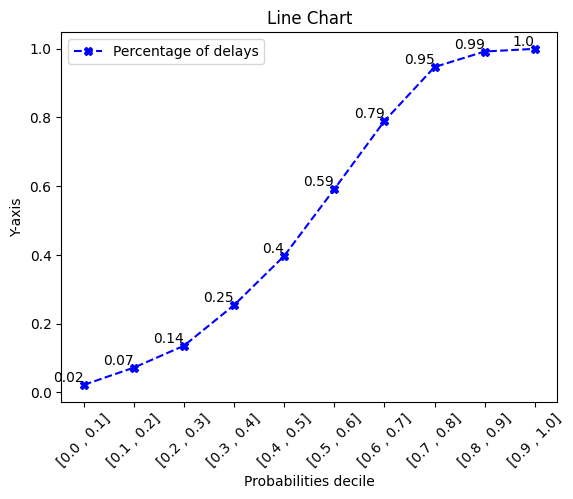 Line Chart
Percentage of delays
Y-axis
1.0
0.8
0.6
0.4
0.2
0.0
0.02
0.07
0.14
0.25
0.4
0.59
0.79
0.95
0.99
1.0
[0.0 , 0.1]
[0.1 , 0.2]
[0.2 , 0.3]
[0.3 , 0.4]
[0.4 , 0.5]
[0.5 , 0.6]
[0.6 , 0.7]
[0.7 , 0.8]
[0.8 , 0.9]
[0.9 , 1.0]
Probabilities decile